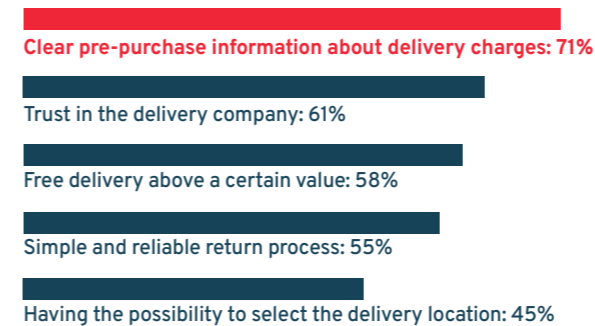 Clear pre-purchase information about delivery charges: 71%
Trust in the delivery company: 61%
Free delivery above a certain value: 58%
Simple and reliable return process: 55%
Having the possibility to select the delivery location: 45%